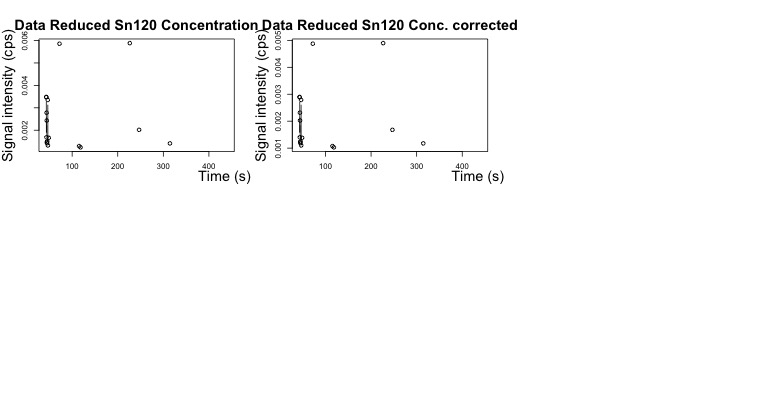 Data Reduced Sn120 Concentration
Signal intensity (cps)
0.006
0.004
0.002
100 200 300 400
Time (s)
Data Reduced Sn120 Conc. corrected
Signal intensity (cps)
0.005
0.004
0.003
0.002
0.001
100 200 300 400
Time (s)